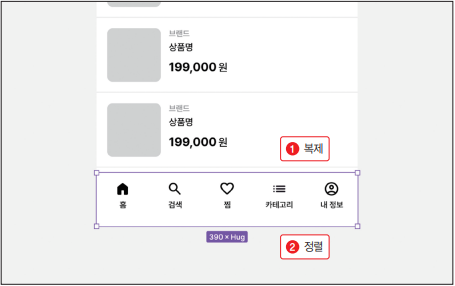 브랜드
상품명
199,000 원
브랜드
상품명
199,000 원
1 복제
홈 검색 찜 카테고리 내 정보
390 × Hug
2 정렬